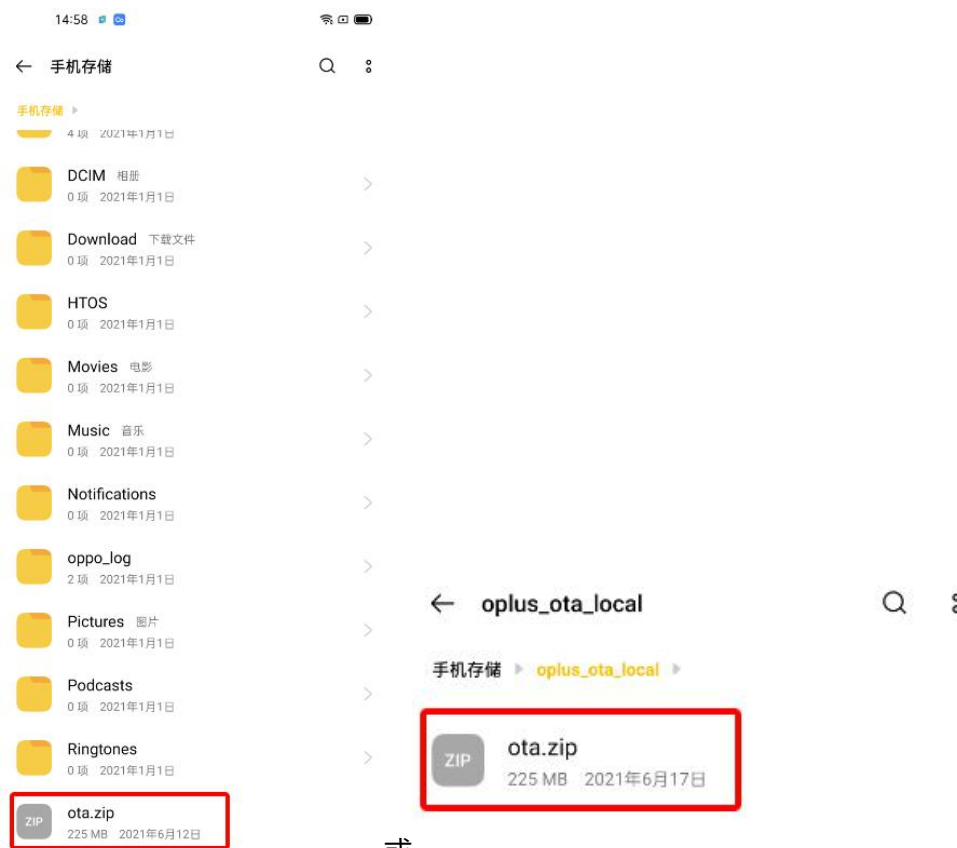 14:58
手机存储
手机存储
4 项 2021年1月1日
DCIM 相册
0 项 2021年1月1日
Download 下载文件
0 项 2021年1月1日
HTOS
0 项 2021年1月1日
Movies 电影
0 项 2021年1月1日
Music 音乐
0 项 2021年1月1日
Notifications
0 项 2021年1月1日
oppo_log
2 项 2021年1月1日
Pictures 图片
0 项 2021年1月1日
Podcasts
0 项 2021年1月1日
Ringtones
0 项 2021年1月1日
ZIP ota.zip
225 MB 2021年6月12日
或
oplus_ota_local
手机存储 oplus_ota_local
ZIP ota.zip
225 MB 2021年6月17日